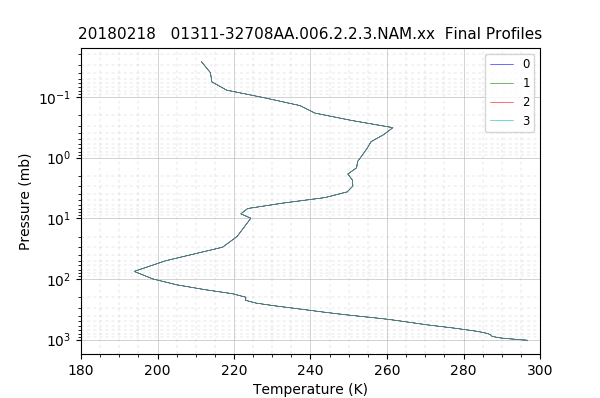 20180218   01311-32708AA.006.2.2.3.NAM.xx  Final Profiles
0
1
2
3
Pressure (mb)
10⁻¹
10⁰
10¹
10²
10³
180 200 220 240 260 280 300
Temperature (K)